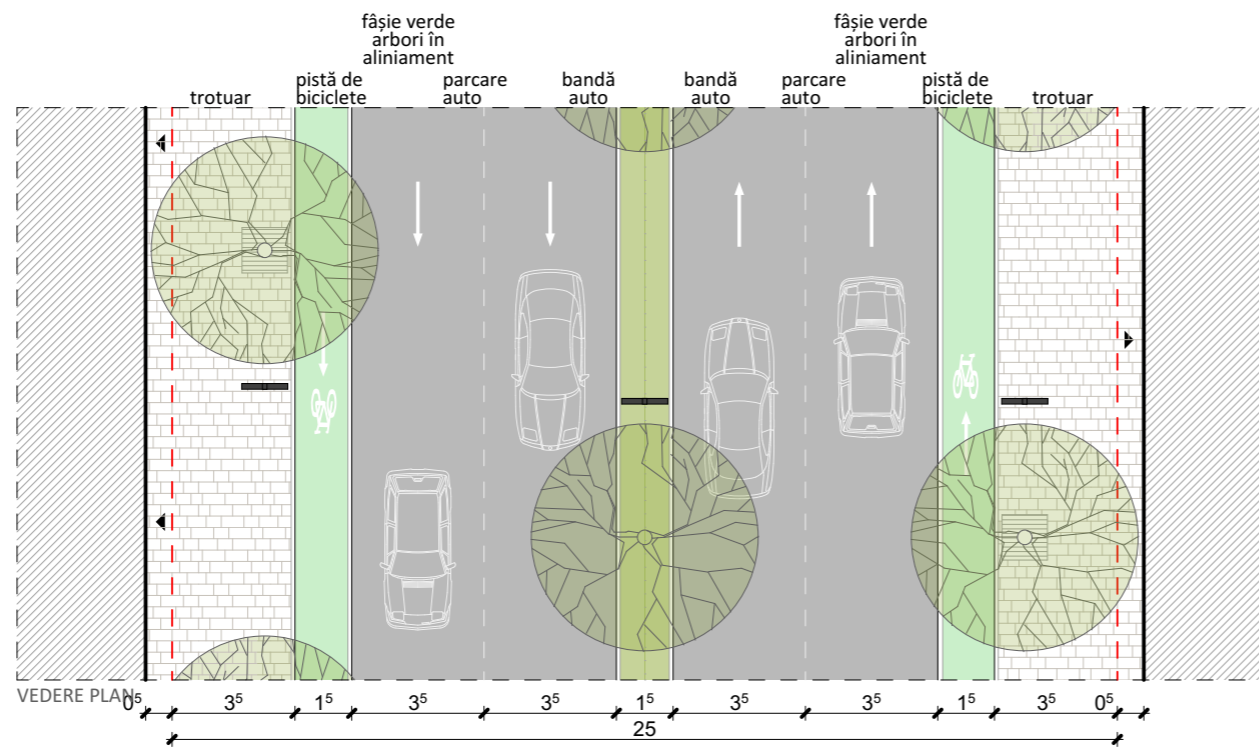 fâșie verde
arbori în
aliniament
fâșie verde
arbori în
aliniament
trotuar
pistă de
biciclete
parcare
auto
bandă
auto
bandă
auto
parcare
auto
pistă de
biciclete
trotuar
VEDERE PLAN
0⁵ 3⁵ 1⁵ 3⁵ 3⁵ 1⁵ 3⁵ 3⁵ 1⁵ 3⁵ 0⁵
25